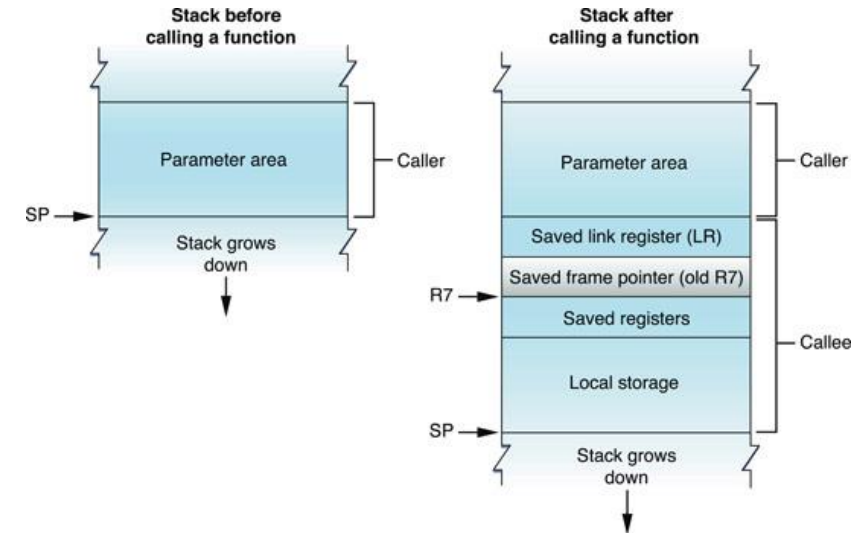 Stack before
calling a function
Parameter area
Caller
SP
Stack grows
down
Stack after
calling a function
Parameter area
Caller
Saved link register (LR)
Saved frame pointer (old R7)
R7
Saved registers
Callee
Local storage
SP
Stack grows
down